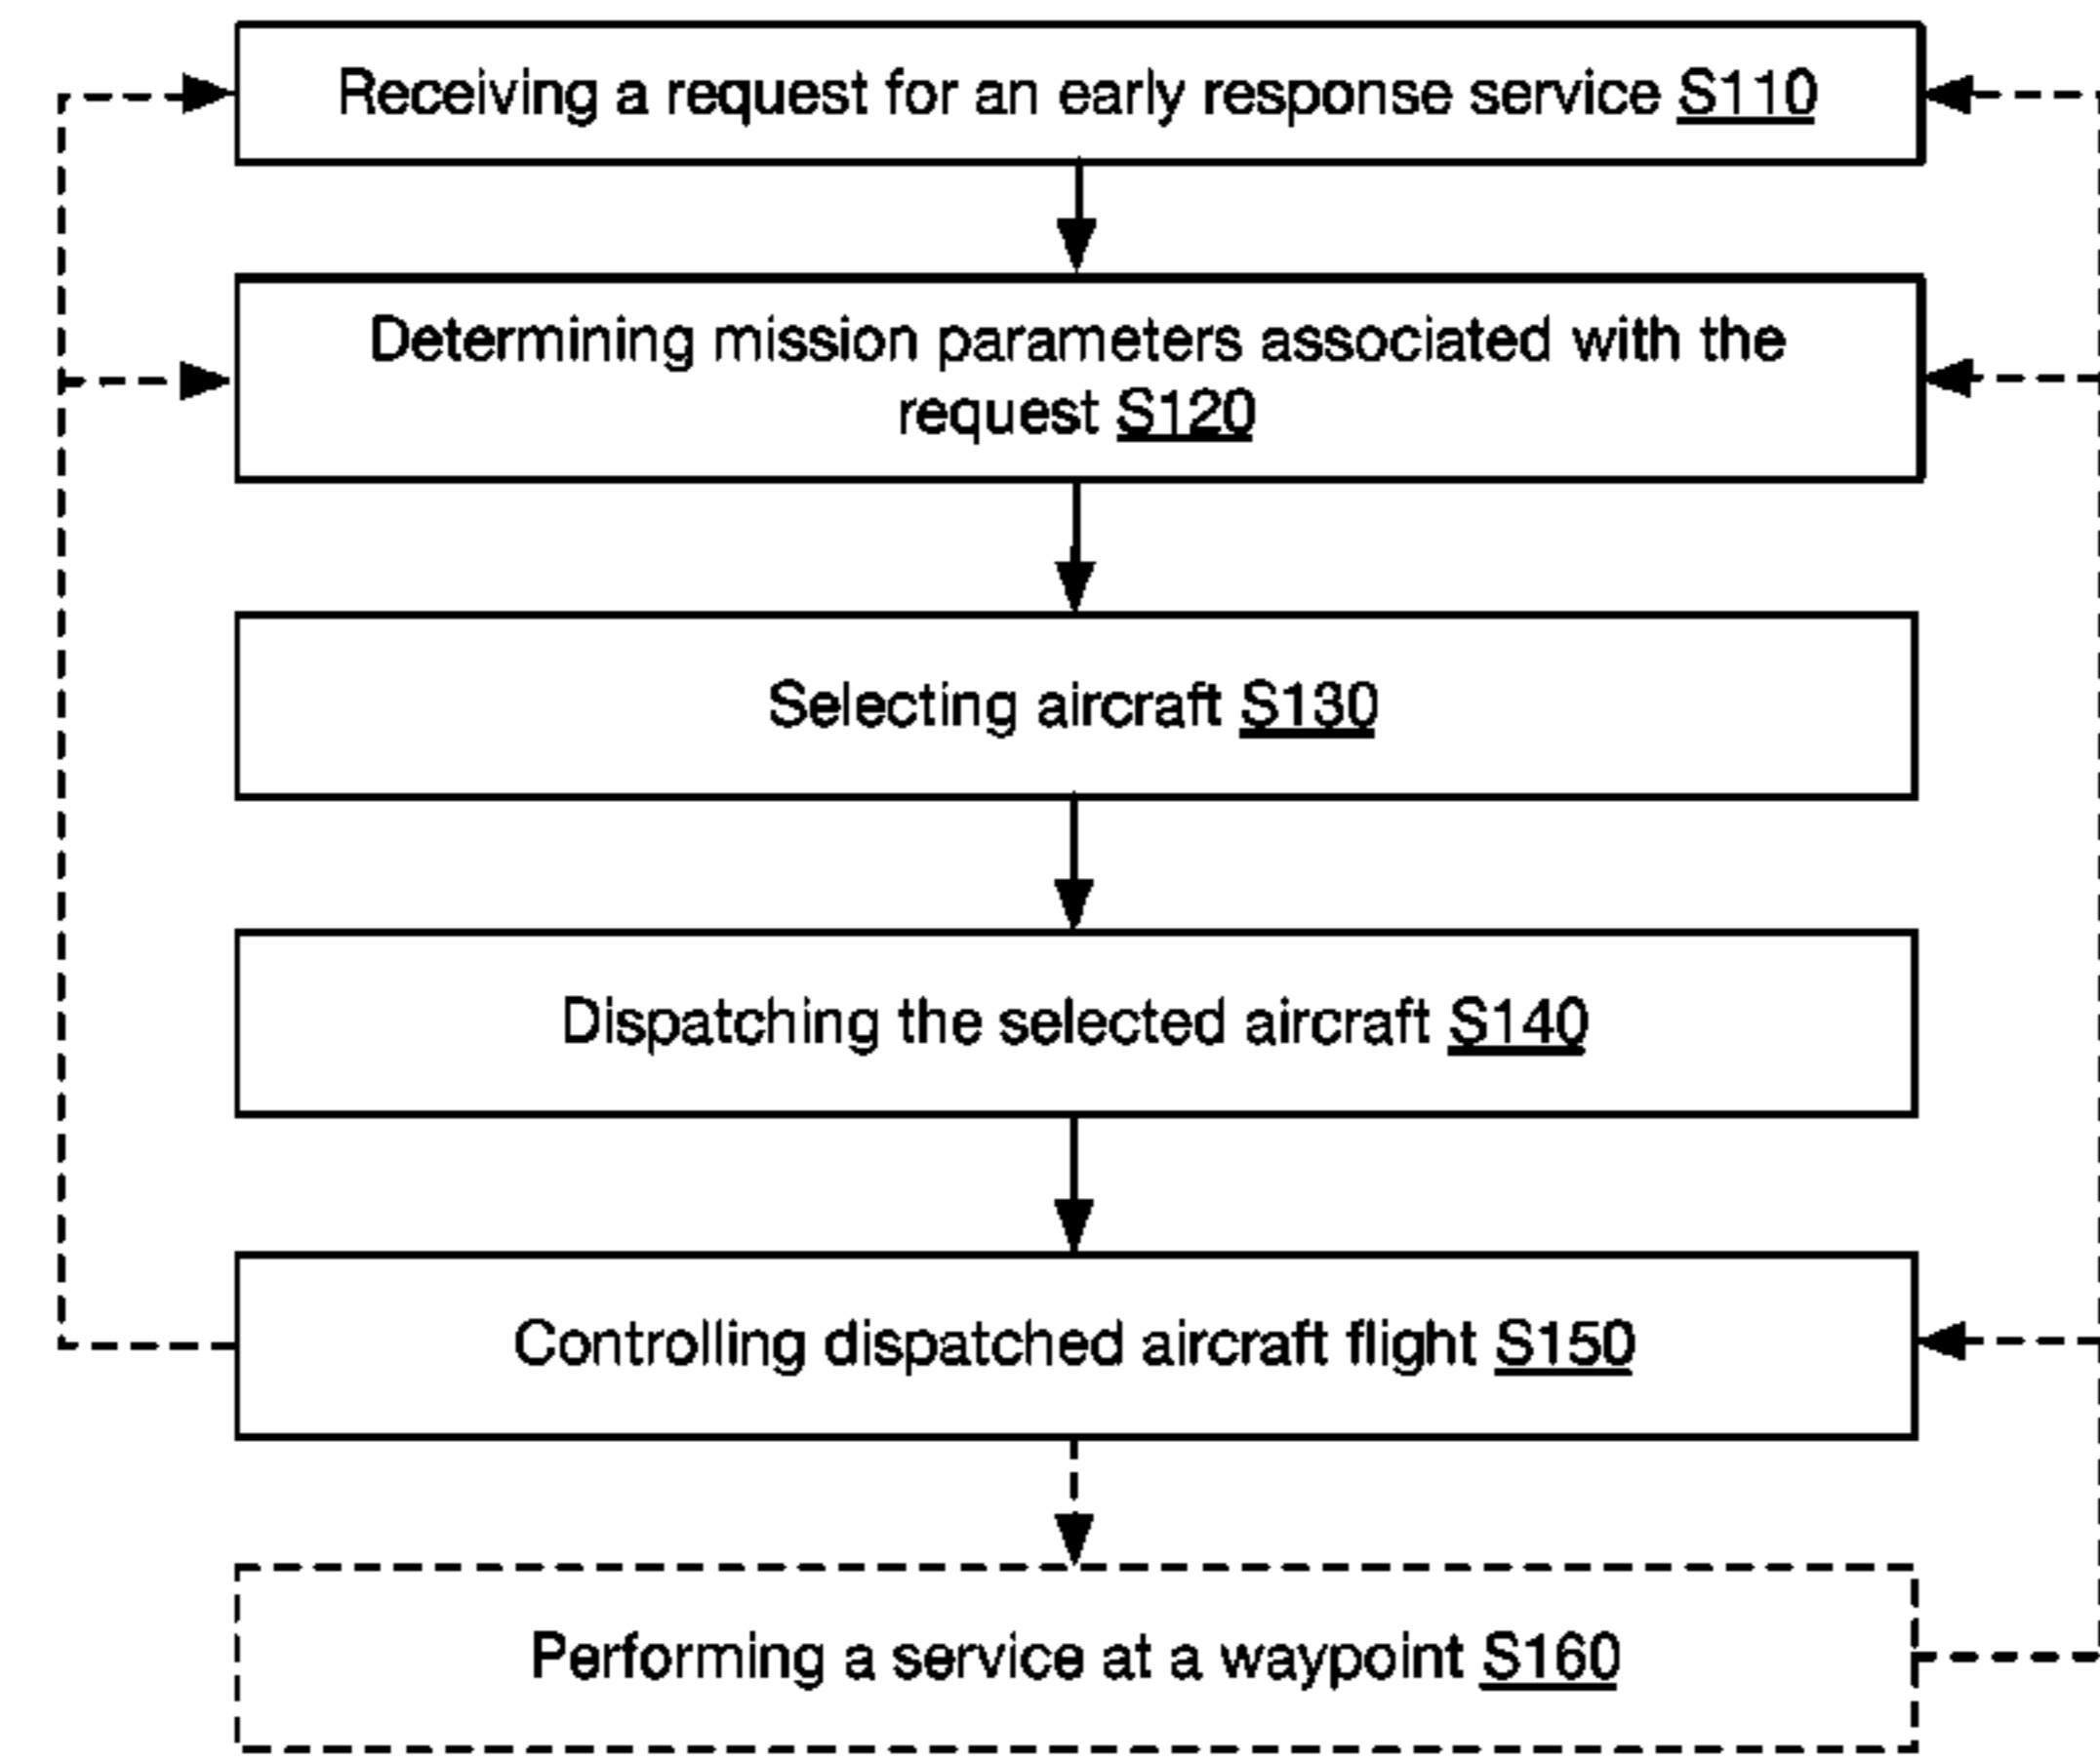 Receiving a request for an early response service S110
Determining mission parameters associated with the
request S120
Selecting aircraft S130
Dispatching the selected aircraft S140
Controlling dispatched aircraft flight S150
Performing a service at a waypoint S160